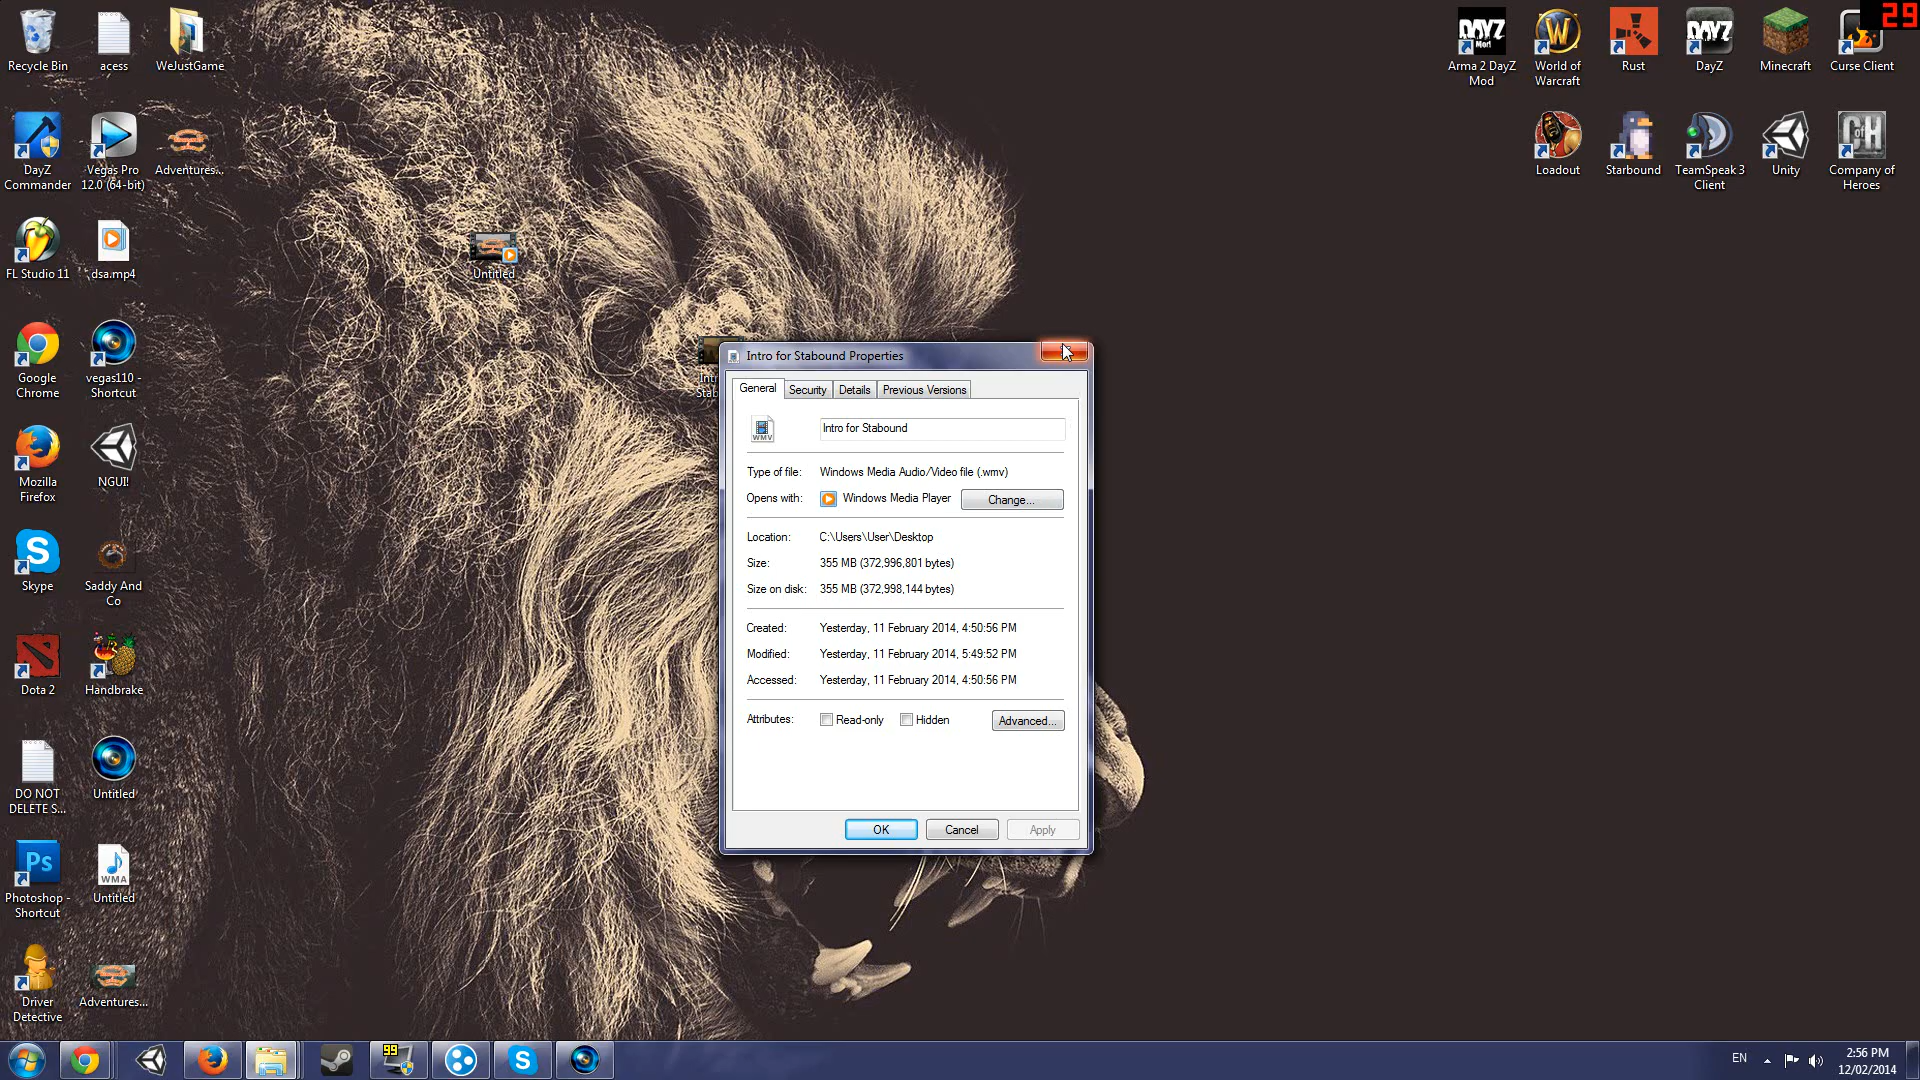 Recycle Bin
acess
WeJustGame
DayZ
Commander
Vegas Pro
12.0 (64-bit)
Adventures...
FL Studio 11
dsa.mp4
Untitled
Google
Chrome
vegas110 -
Shortcut
Mozilla
Firefox
NGUI!
Skype
Saddy And
Co
Dota 2
Handbrake
DO NOT
DELETE S...
Untitled
Photoshop -
Shortcut
WMA
Untitled
Driver
Detective
Adventures...
DAYZ
Mod!
Arma 2 DayZ
Mod
World of
Warcraft
Rust
DAYZ
DayZ
Minecraft
Curse Client
29
Loadout
Starbound
TeamSpeak 3
Client
Unity
Company of
Heroes
Intro for Stabound Properties
General
Security
Details
Previous Versions
WMV
Intro for Stabound
Type of file: Windows Media Audio/Video file (.wmv)
Opens with: Windows Media Player
Change...
Location: C:\Users\User\Desktop
Size: 355 MB (372,996,801 bytes)
Size on disk: 355 MB (372,998,144 bytes)
Created: Yesterday, 11 February 2014, 4:50:56 PM
Modified: Yesterday, 11 February 2014, 5:49:52 PM
Accessed: Yesterday, 11 February 2014, 4:50:56 PM
Attributes: Read-only Hidden
Advanced...
OK
Cancel
Apply
99
EN
2:56 PM
12/02/2014